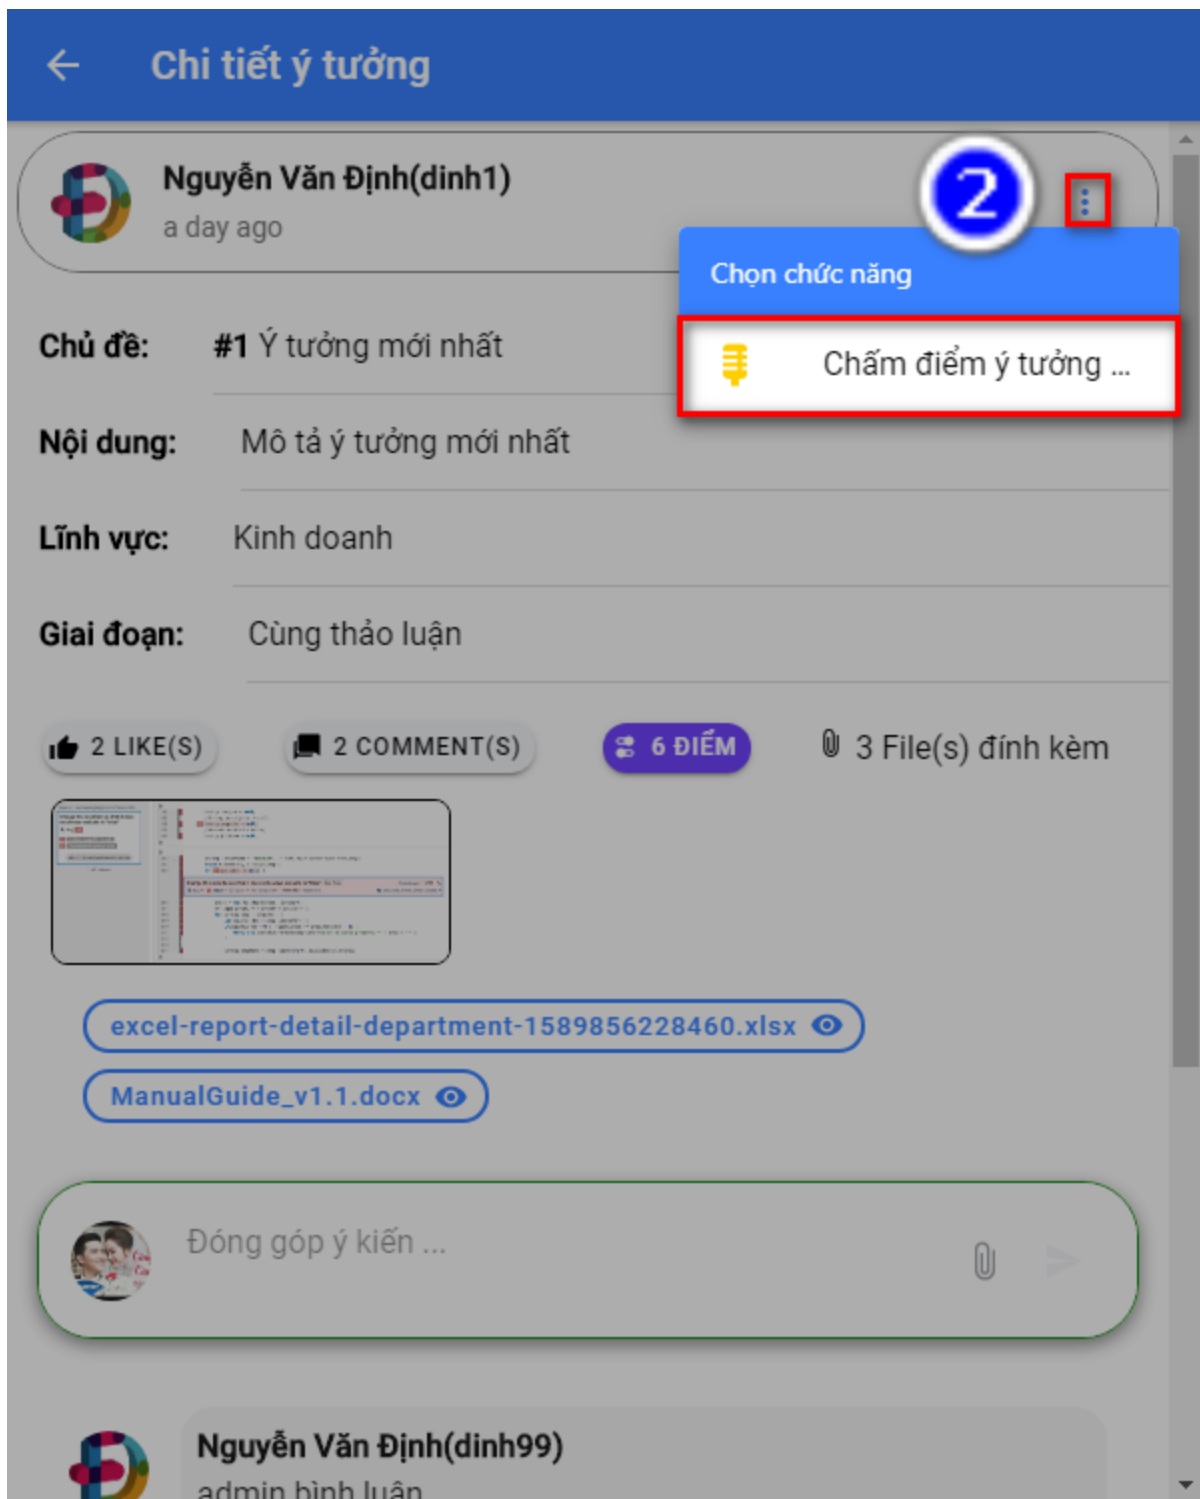 Chi tiết ý tưởng
Nguyễn Văn Định(dinh1)
a day ago
2
Chọn chức năng
Chấm điểm ý tưởng ...
Chủ đề: #1 Ý tưởng mới nhất
Nội dung: Mô tả ý tưởng mới nhất
Lĩnh vực: Kinh doanh
Giai đoạn: Cùng thảo luận
2 LIKE(S) 2 COMMENT(S) 6 ĐIỂM 3 File(s) đính kèm
excel-report-detail-department-1589856228460.xlsx
ManualGuide_v1.1.docx
Đóng góp ý kiến ...
Nguyễn Văn Định(dinh99)
admin bình luận